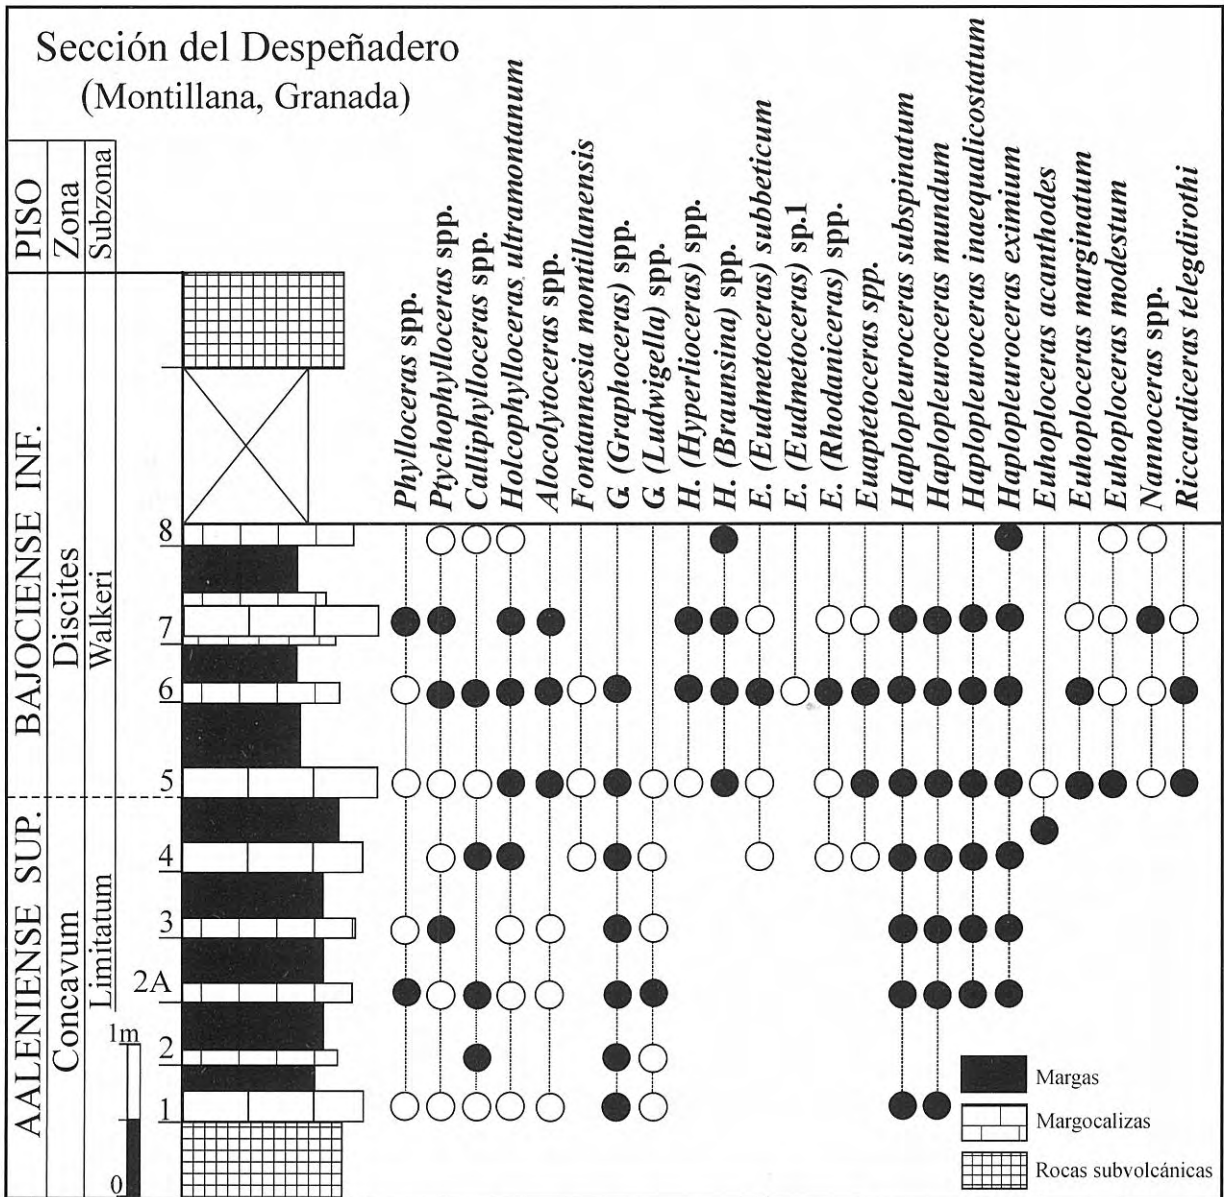 Sección del Despeñadero
(Montillana, Granada)
PISO
Zona
Subzona
Phylloceras spp.
Ptychophylloceras spp.
Calliphylloceras spp.
Holcophylloceras ultramontanum
Alocolytoceras spp.
Fontannesia montillanensis
G. (Graphoceras) spp.
G. (Ludwigella) spp.
H. (Hyperlioceras) spp.
H. (Braunsina) spp.
E. (Eudmetoceras) subbeticum
E. (Eudmetoceras) sp.1
E. (Rhodaniceras) spp.
Euaptetoceras spp.
Haplopleuroceras subspinatum
Haplopleuroceras mundum
Haplopleuroceras inaequalicostatum
Haplopleuroceras eximium
Euhoploceras acanthodes
Euhoploceras marginatum
Euhoploceras modestum
Nannoceras spp.
Riccardiceras telegdirothi
BAJOCIENSE INF.
Discites
Walkeri
AALENIENSE SUP.
Concavum
Limitatum
8
7
6
5
4
3
2A
2
1
1m
0
Margas
Margocalizas
Rocas subvolcánicas